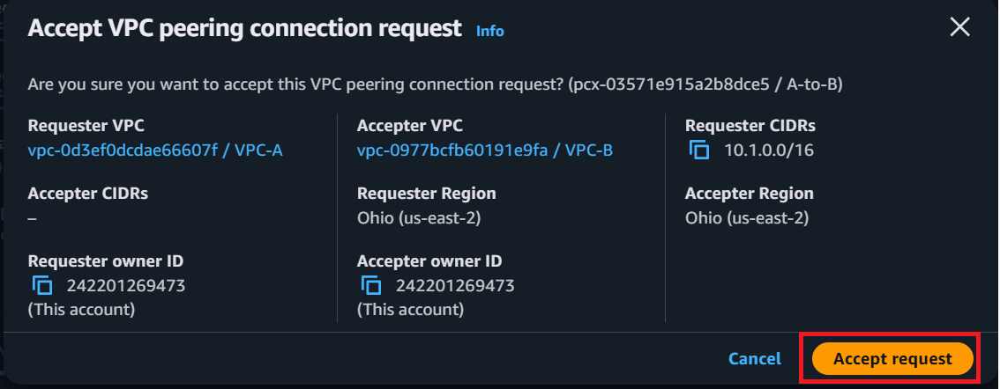 Accept VPC peering connection request Info
Are you sure you want to accept this VPC peering connection request? (pcx-03571e915a2b8dce5 / A-to-B)
Requester VPC
vpc-0d3ef0dcdae66607f / VPC-A
Accepter VPC
vpc-0977bcfb60191e9fa / VPC-B
Requester CIDRs
10.1.0.0/16
Accepter CIDRs
–
Requester Region
Ohio (us-east-2)
Accepter Region
Ohio (us-east-2)
Requester owner ID
242201269473
(This account)
Accepter owner ID
242201269473
(This account)
Cancel
Accept request